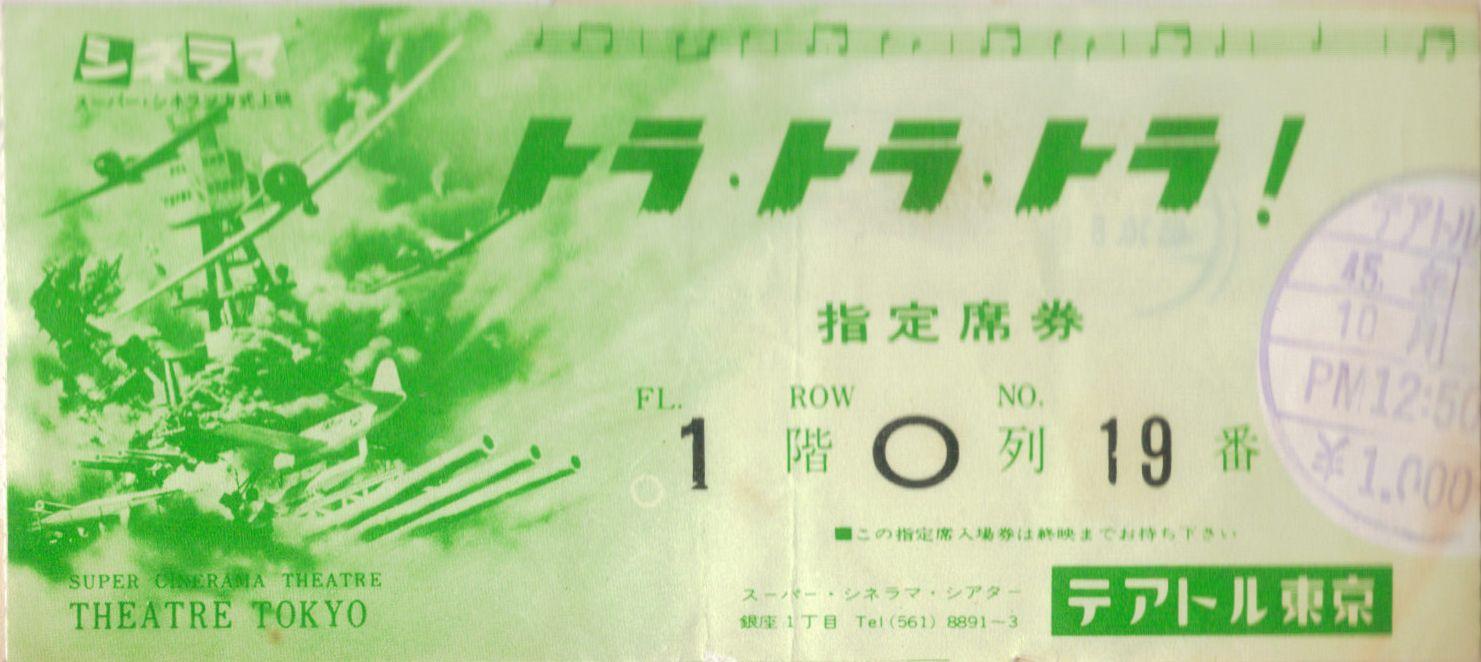 シネラマ
スーパー・シネラマ方式上映
トラ・トラ・トラ!
指定席券
FL. ROW NO.
1 階 O 列 19 番
■この指定席入場券は終映までお持ち下さい
SUPER CINERAMA THEATRE
THEATRE TOKYO
スーパー・シネラマ・シアター
銀座1丁目 Tel(561) 8891-3
テアトル東京
テアトル
45. 年
10 月
PM12:50
¥1,000